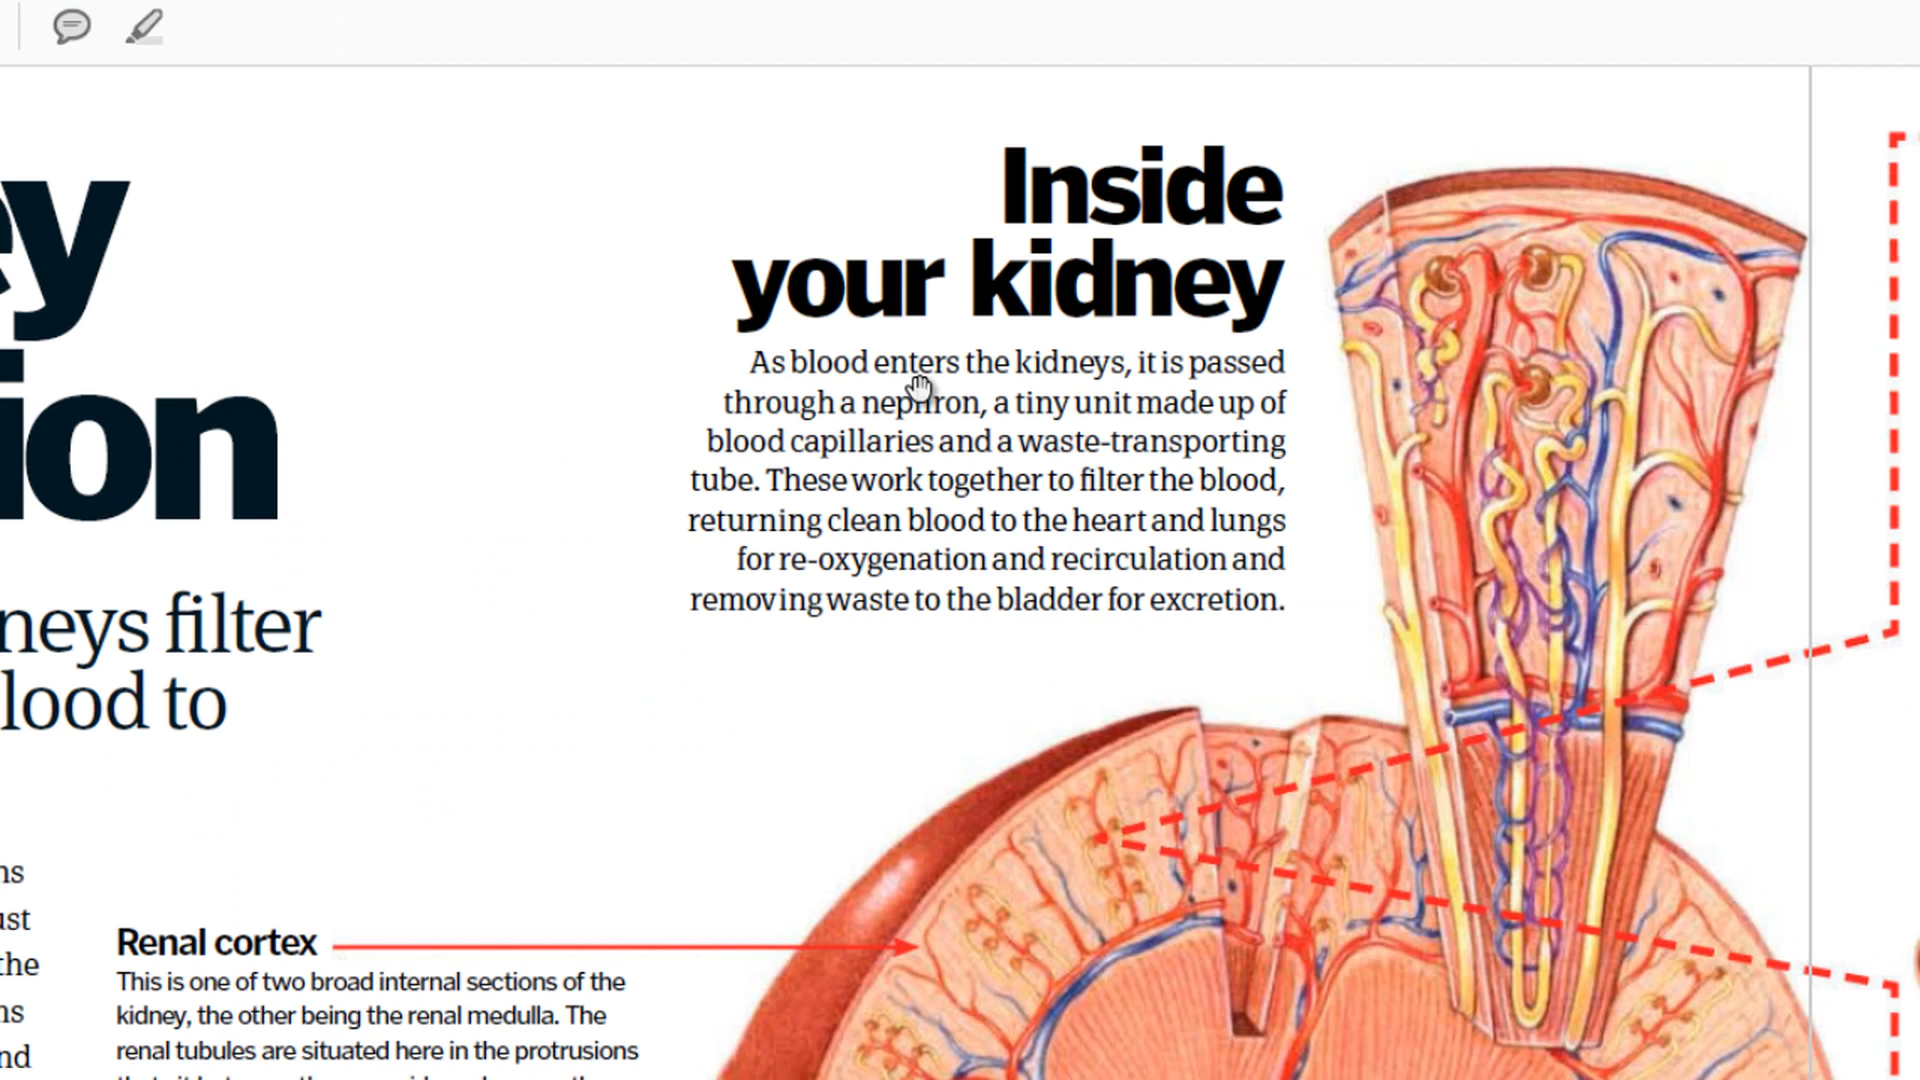 ey
ion
neys filter
lood to
ns
ust
the
ns
nd
Inside
your kidney
As blood enters the kidneys, it is passed
through a nephron, a tiny unit made up of
blood capillaries and a waste-transporting
tube. These work together to filter the blood,
returning clean blood to the heart and lungs
for re-oxygenation and recirculation and
removing waste to the bladder for excretion.
Renal cortex
This is one of two broad internal sections of the
kidney, the other being the renal medulla. The
renal tubules are situated here in the protrusions